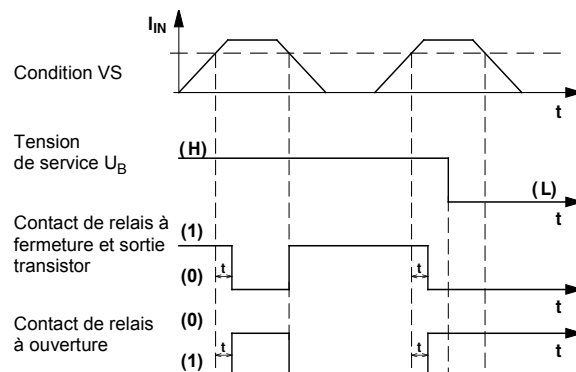 I_IN
Condition VS
t
Tension
de service U_B
(H)
(L)
t
Contact de relais à
fermeture et sortie
transistor
(1)
(0)
t
t
t
Contact de relais
à ouverture
(0)
(1)
t
t
t